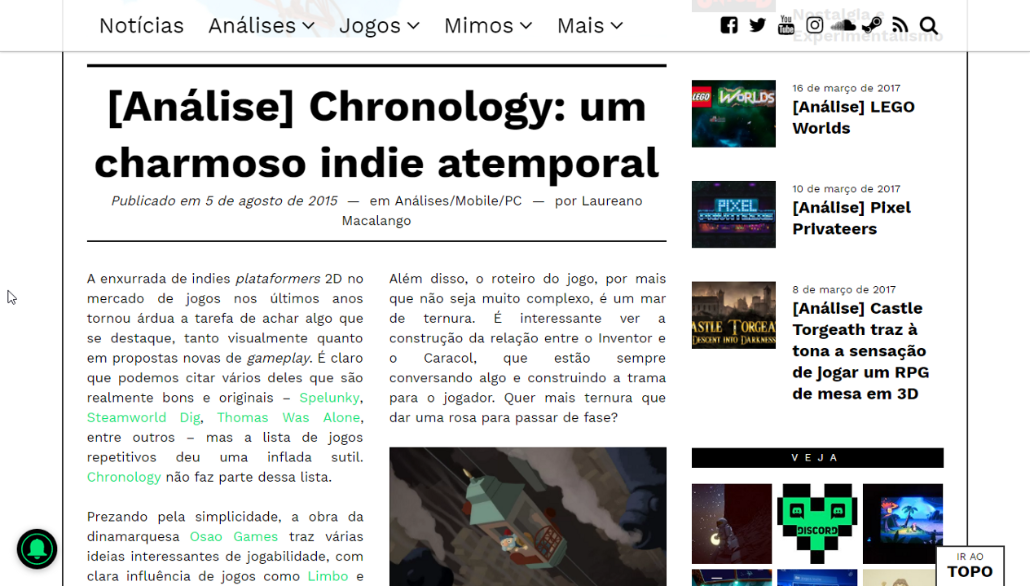 Notícias Análises Jogos Mimos Mais
Nostalgia e
Experimentalismo
[Análise] Chronology: um
charmoso indie atemporal
Publicado em 5 de agosto de 2015 — em Análises/Mobile/PC — por Laureano
Macalango
A enxurrada de indies plataformers 2D no
mercado de jogos nos últimos anos
tornou árdua a tarefa de achar algo que
se destaque, tanto visualmente quanto
em propostas novas de gameplay. É claro
que podemos citar vários deles que são
realmente bons e originais – Spelunky,
Steamworld Dig, Thomas Was Alone,
entre outros – mas a lista de jogos
repetitivos deu uma inflada sutil.
Chronology não faz parte dessa lista.
Prezando pela simplicidade, a obra da
dinamarquesa Osao Games traz várias
ideias interessantes de jogabilidade, com
clara influência de jogos como Limbo e
Além disso, o roteiro do jogo, por mais
que não seja muito complexo, é um mar
de ternura. É interessante ver a
construção da relação entre o Inventor e
o Caracol, que estão sempre
conversando algo e construindo a trama
para o jogador. Quer mais ternura que
dar uma rosa para passar de fase?
LEGO WORLDS
16 de março de 2017
[Análise] LEGO
Worlds
PIXEL
PRIVATEERS
10 de março de 2017
[Análise] Pixel
Privateers
CASTLE TORGEA
DESCENT INTO DARKNESS
8 de março de 2017
[Análise] Castle
Torgeath traz à
tona a sensação
de jogar um RPG
de mesa em 3D
VEJA
DISCORD
IR AO
TOPO